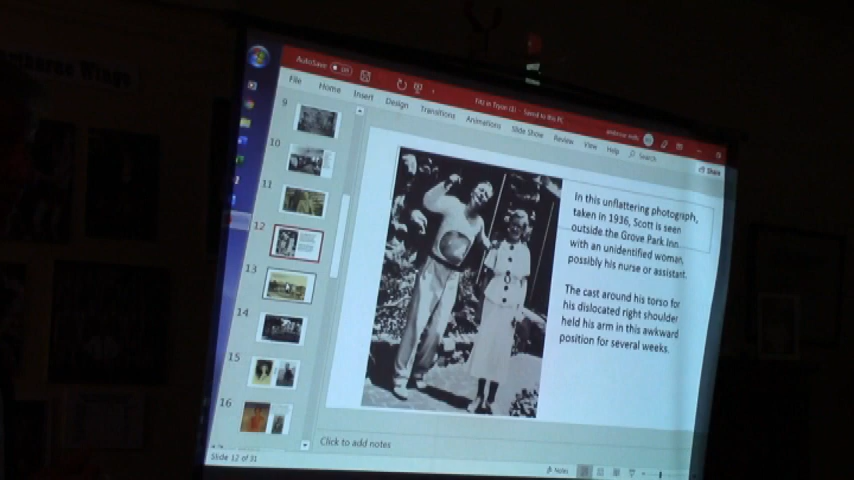 AutoSave
File Home Insert Design Transitions Animations Slide Show Review View Help Search
Share
9
10
11
12
13
14
15
16
In this unflattering photograph,
taken in 1936, Scott is seen
outside the Grove Park Inn
with an unidentified woman,
possibly his nurse or assistant.
The cast around his torso for
his dislocated right shoulder
held his arm in this awkward
position for several weeks.
Click to add notes
Slide 12 of 31
Notes